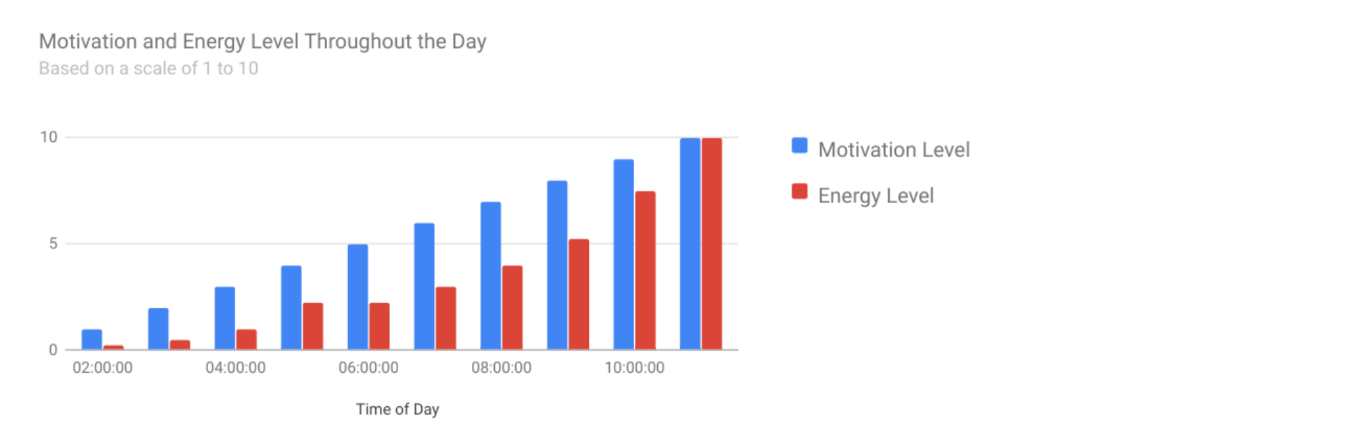 Motivation and Energy Level Throughout the Day
Based on a scale of 1 to 10
10
5
0
02:00:00 04:00:00 06:00:00 08:00:00 10:00:00
Time of Day
Motivation Level
Energy Level